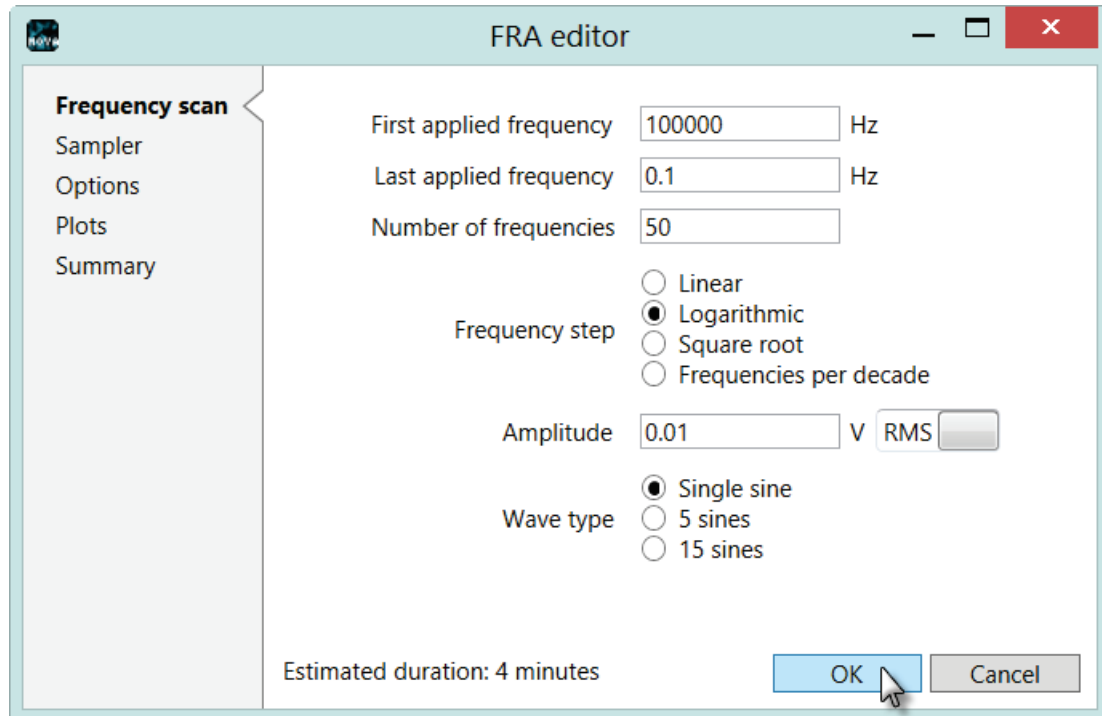 FRA editor
Frequency scan
Sampler
Options
Plots
Summary
First applied frequency 100000 Hz
Last applied frequency 0.1 Hz
Number of frequencies 50
Frequency step
Linear
Logarithmic
Square root
Frequencies per decade
Amplitude 0.01 V RMS
Wave type
Single sine
5 sines
15 sines
Estimated duration: 4 minutes
OK Cancel